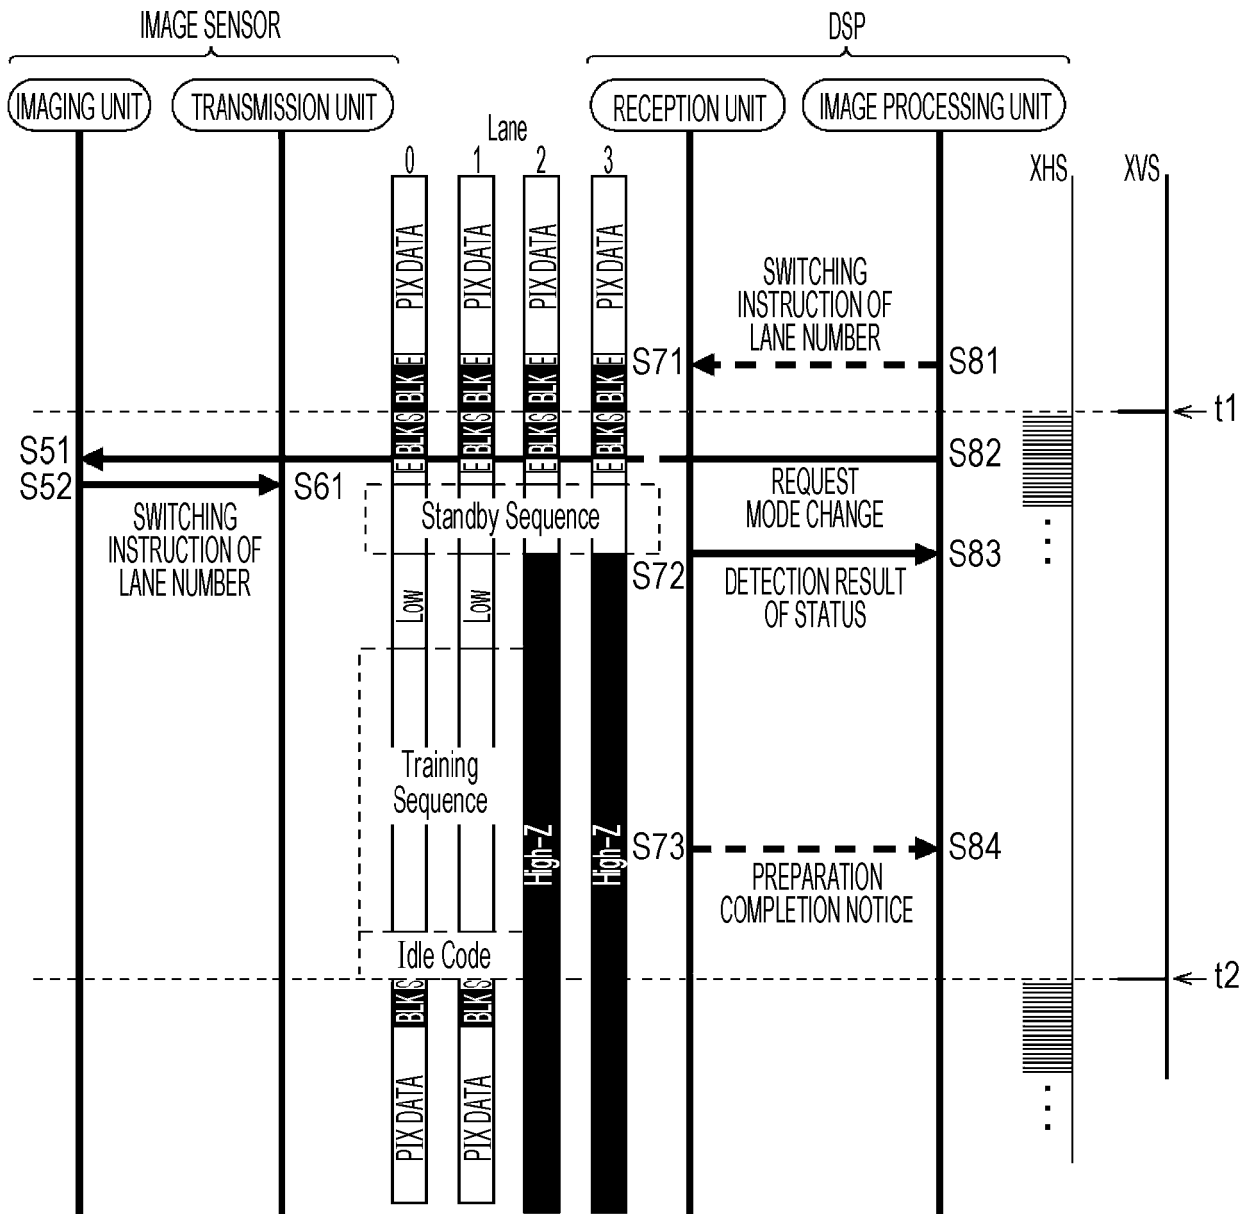 IMAGE SENSOR
DSP
IMAGING UNIT
TRANSMISSION UNIT
RECEPTION UNIT
IMAGE PROCESSING UNIT
Lane
0 1 2 3
XHS
XVS
PIX DATA
PIX DATA
PIX DATA
PIX DATA
SWITCHING
INSTRUCTION OF
LANE NUMBER
S71
S81
BLK E
BLK E
BLK E
BLK E
t1
E BLK S
E BLK S
E BLK S
E BLK S
S51
S82
S52
S61
REQUEST
MODE CHANGE
SWITCHING
INSTRUCTION OF
LANE NUMBER
Standby Sequence
S72
S83
DETECTION RESULT
OF STATUS
Low
Low
Training
Sequence
High-Z
High-Z
S73
S84
PREPARATION
COMPLETION NOTICE
Idle Code
t2
BLK S
BLK S
PIX DATA
PIX DATA